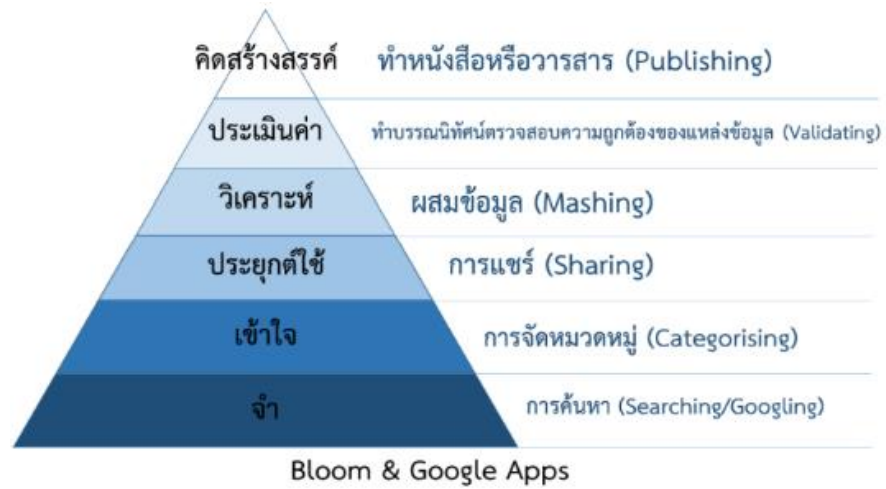 คิดสร้างสรรค์ ทำหนังสือหรือวารสาร (Publishing)
ประเมินค่า ทำบรรณนิทัศน์ตรวจสอบความถูกต้องของแหล่งข้อมูล (Validating)
วิเคราะห์ ผสมข้อมูล (Mashing)
ประยุกต์ใช้ การแชร์ (Sharing)
เข้าใจ การจัดหมวดหมู่ (Categorising)
จำ การค้นหา (Searching/Googling)
Bloom & Google Apps